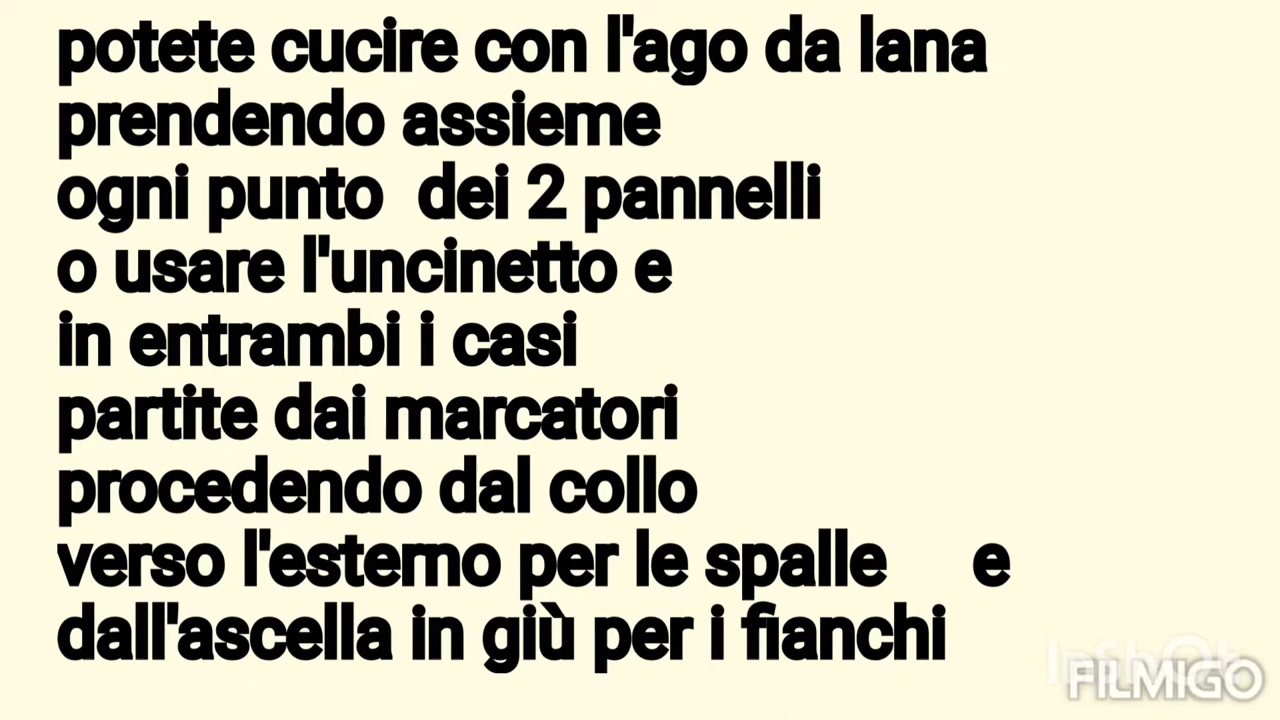 potete cucire con l'ago da lana
prendendo assieme
ogni punto dei 2 pannelli
o usare l'uncinetto e
in entrambi i casi
partite dai marcatori
procedendo dal collo
verso l'esterno per le spalle e
dall'ascella in giù per i fianchi
InShOt
FILMIGO